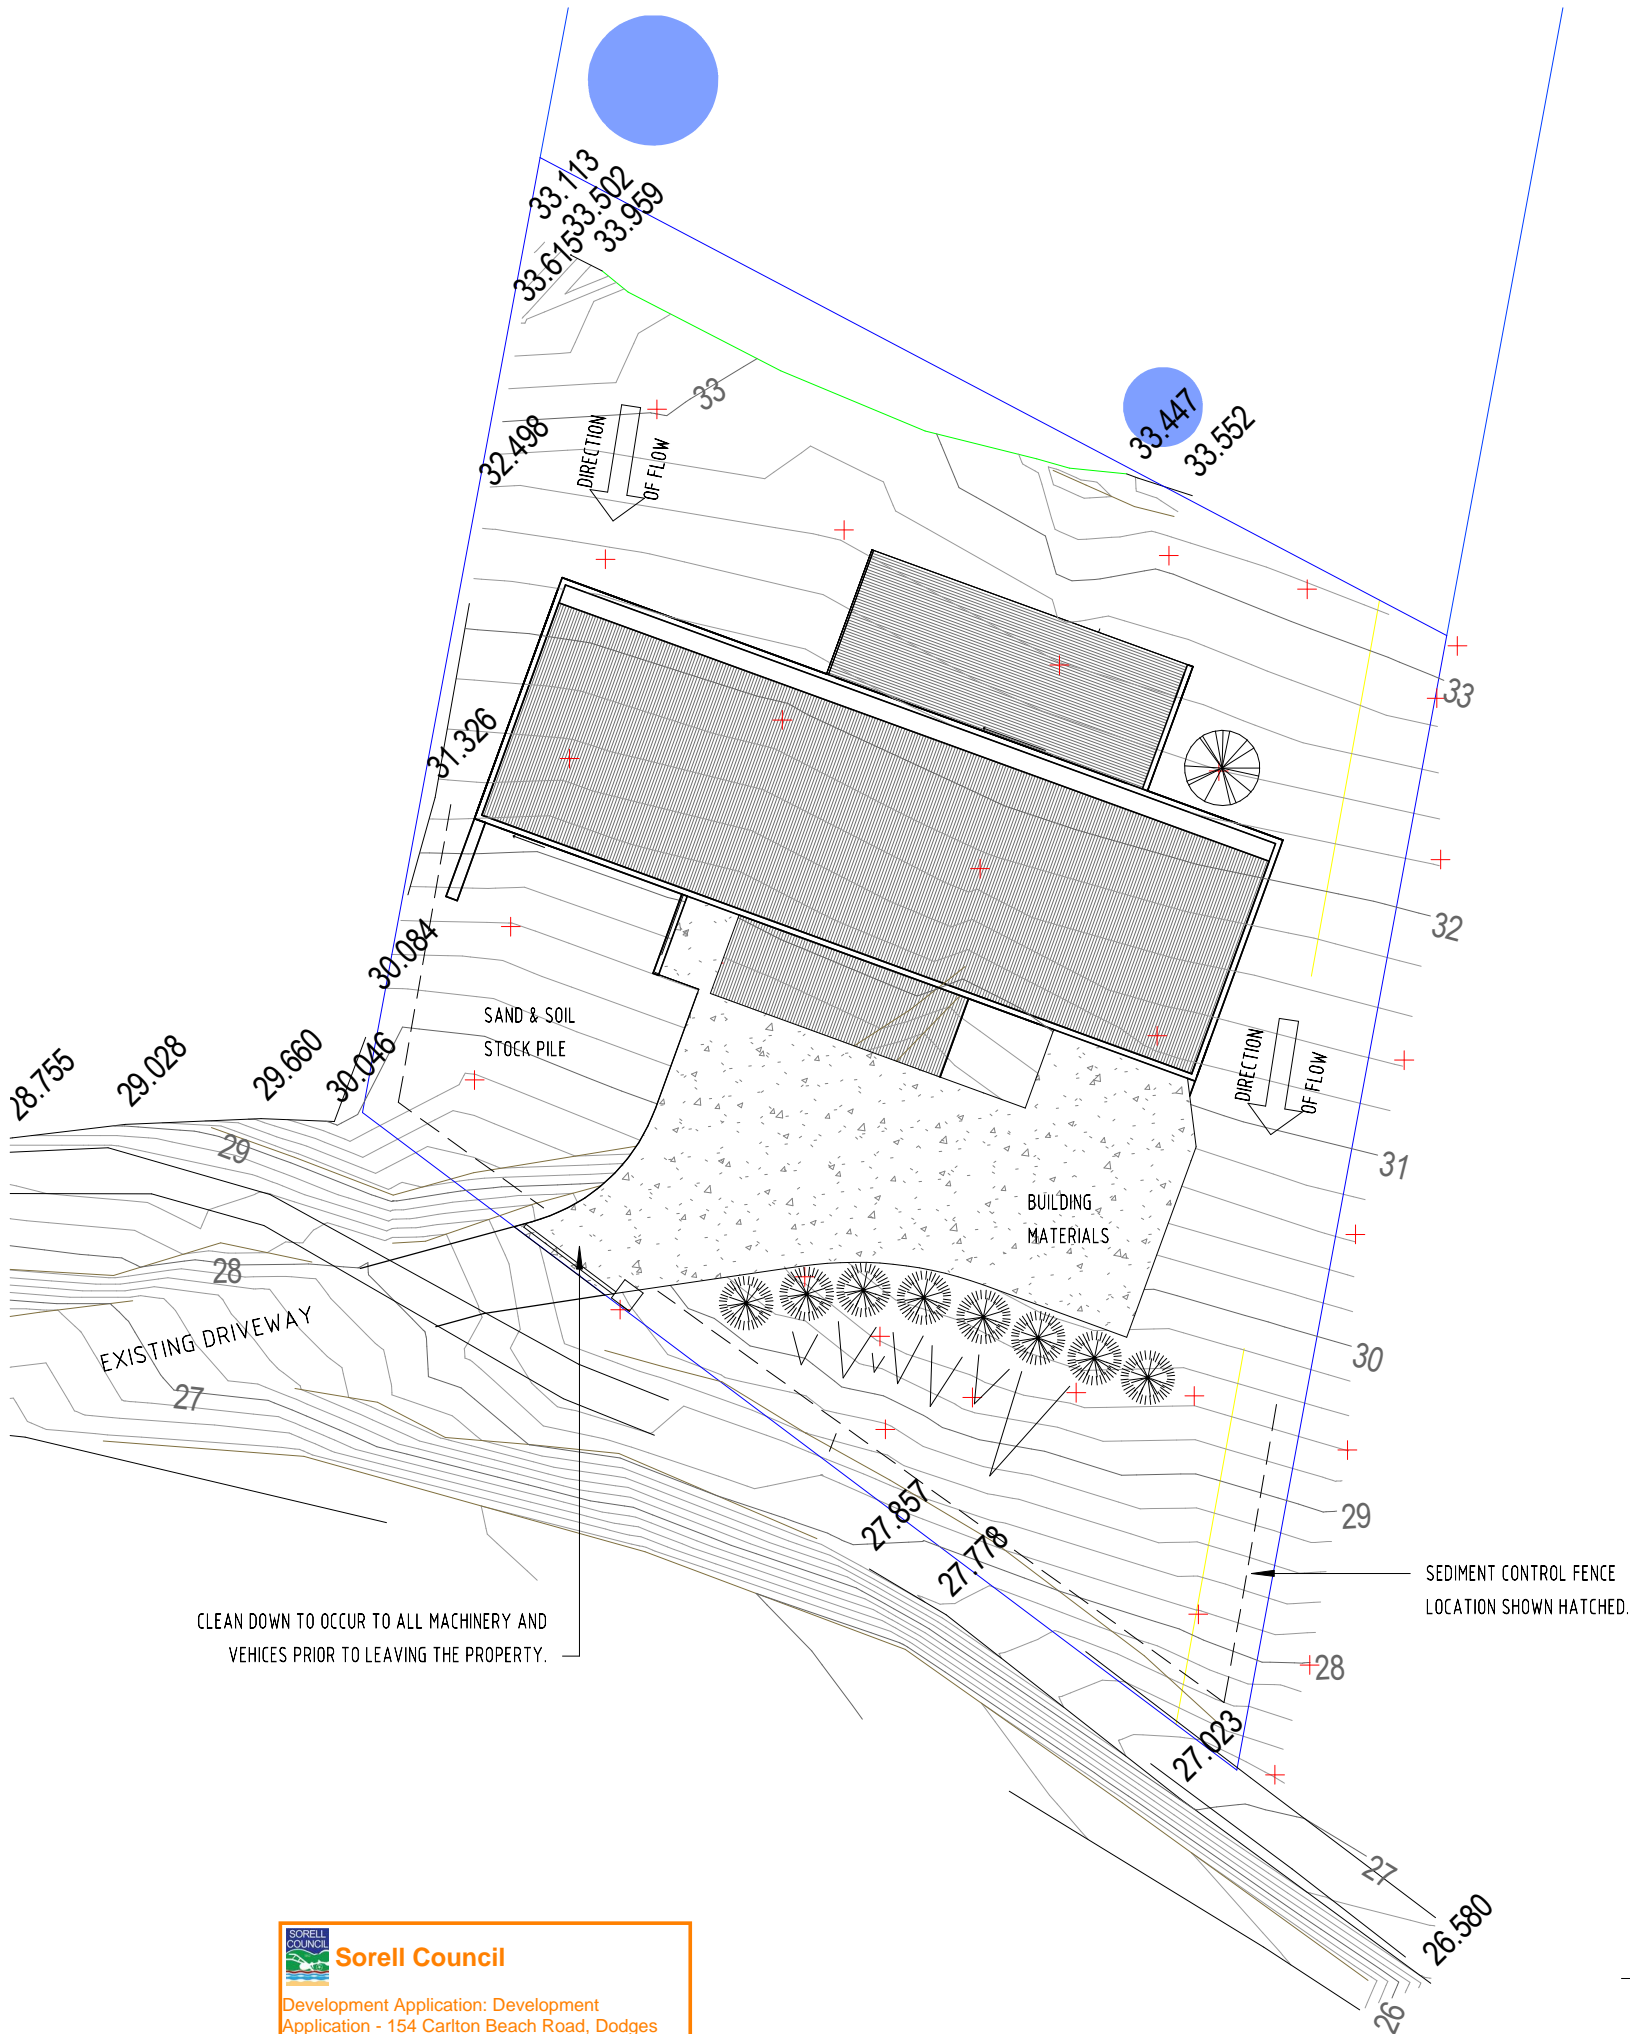 33.113
33.502
33.959
33.615
33
32.498
DIRECTION
OF FLOW
33.447
33.552
33
31.326
32
30.084
SAND & SOIL
STOCK PILE
28.755
29.028
29.660
30.046
29
DIRECTION
OF FLOW
31
BUILDING
MATERIALS
28
EXISTING DRIVEWAY
27
30
29
27.857
27.778
SEDIMENT CONTROL FENCE
LOCATION SHOWN HATCHED.
CLEAN DOWN TO OCCUR TO ALL MACHINERY AND
VEHICES PRIOR TO LEAVING THE PROPERTY.
28
27.023
27
26.580
26
SORELL
COUNCIL
Sorell Council
Development Application: Development
Application - 154 Carlton Beach Road, Dodges